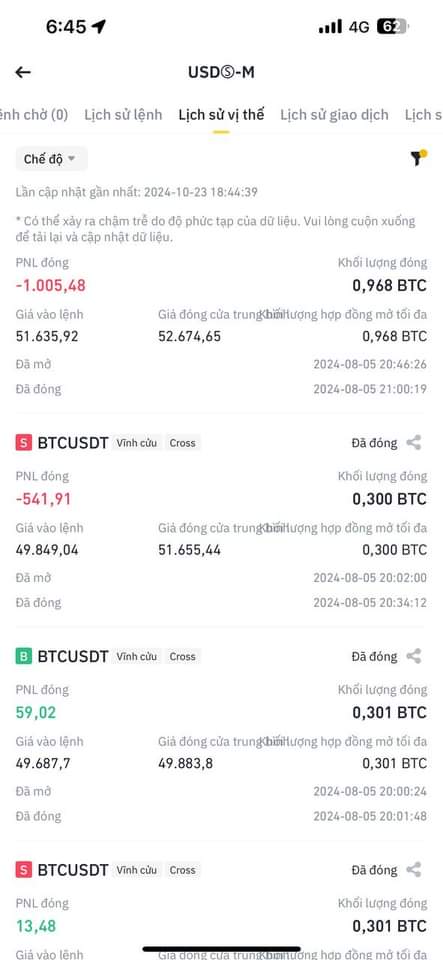 6:45 4G 62
USDⓈ-M
ệnh chờ (0) Lịch sử lệnh Lịch sử vị thế Lịch sử giao dịch Lịch s
Chế độ
Lần cập nhật gần nhất: 2024-10-23 18:44:39
* Có thể xảy ra chậm trễ do độ phức tạp của dữ liệu. Vui lòng cuộn xuống
để tải lại và cập nhật dữ liệu.
PNL đóng Khối lượng đóng
-1.005,48 0,968 BTC
Giá vào lệnh Giá đóng cửa trung bình Khối lượng hợp đồng mở tối đa
51.635,92 52.674,65 0,968 BTC
Đã mở 2024-08-05 20:46:26
Đã đóng 2024-08-05 21:00:19
S BTCUSDT Vĩnh cửu Cross Đã đóng
PNL đóng Khối lượng đóng
-541,91 0,300 BTC
Giá vào lệnh Giá đóng cửa trung bình Khối lượng hợp đồng mở tối đa
49.849,04 51.655,44 0,300 BTC
Đã mở 2024-08-05 20:02:00
Đã đóng 2024-08-05 20:34:12
B BTCUSDT Vĩnh cửu Cross Đã đóng
PNL đóng Khối lượng đóng
59,02 0,301 BTC
Giá vào lệnh Giá đóng cửa trung bình Khối lượng hợp đồng mở tối đa
49.687,7 49.883,8 0,301 BTC
Đã mở 2024-08-05 20:00:24
Đã đóng 2024-08-05 20:01:48
S BTCUSDT Vĩnh cửu Cross Đã đóng
PNL đóng Khối lượng đóng
13,48 0,301 BTC
Giá vào lệnh Giá đóng cửa trung bình Khối lượng hợp đồng mở tối đa